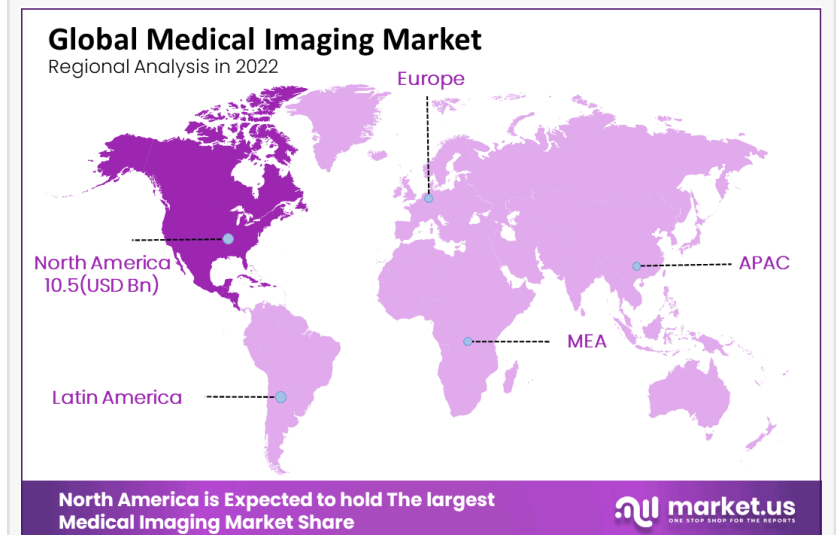 Global Medical Imaging Market
Regional Analysis in 2022
Europe
North America
10.5(USD Bn)
APAC
MEA
Latin America
North America is Expected to hold The largest
Medical Imaging Market Share
market.us
ONE STOP SHOP FOR THE REPORTS